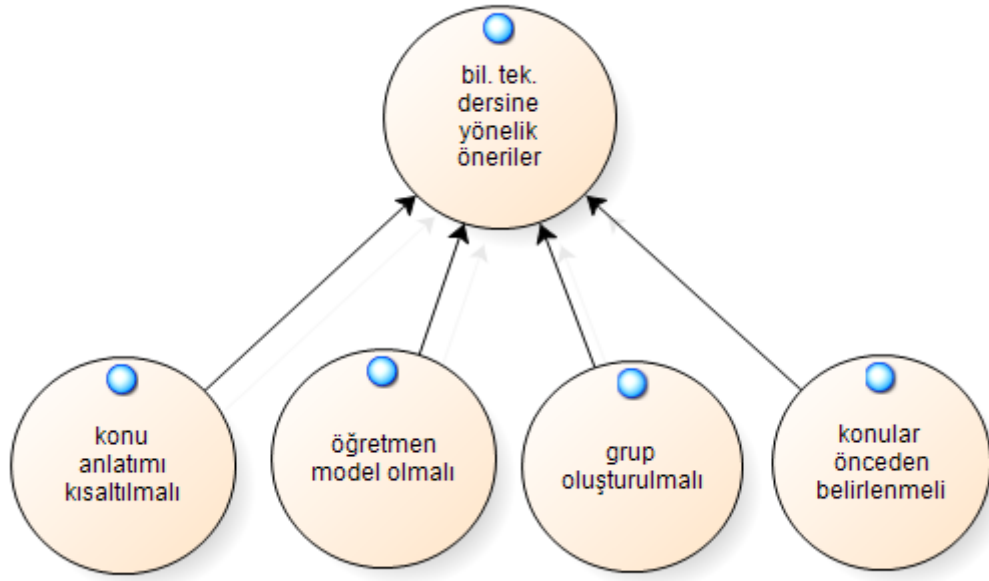 bil. tek.
dersine
yönelik
öneriler
konu
anlatımı
kısaltılmalı
öğretmen
model olmalı
grup
oluşturulmalı
konular
önceden
belirlenmeli